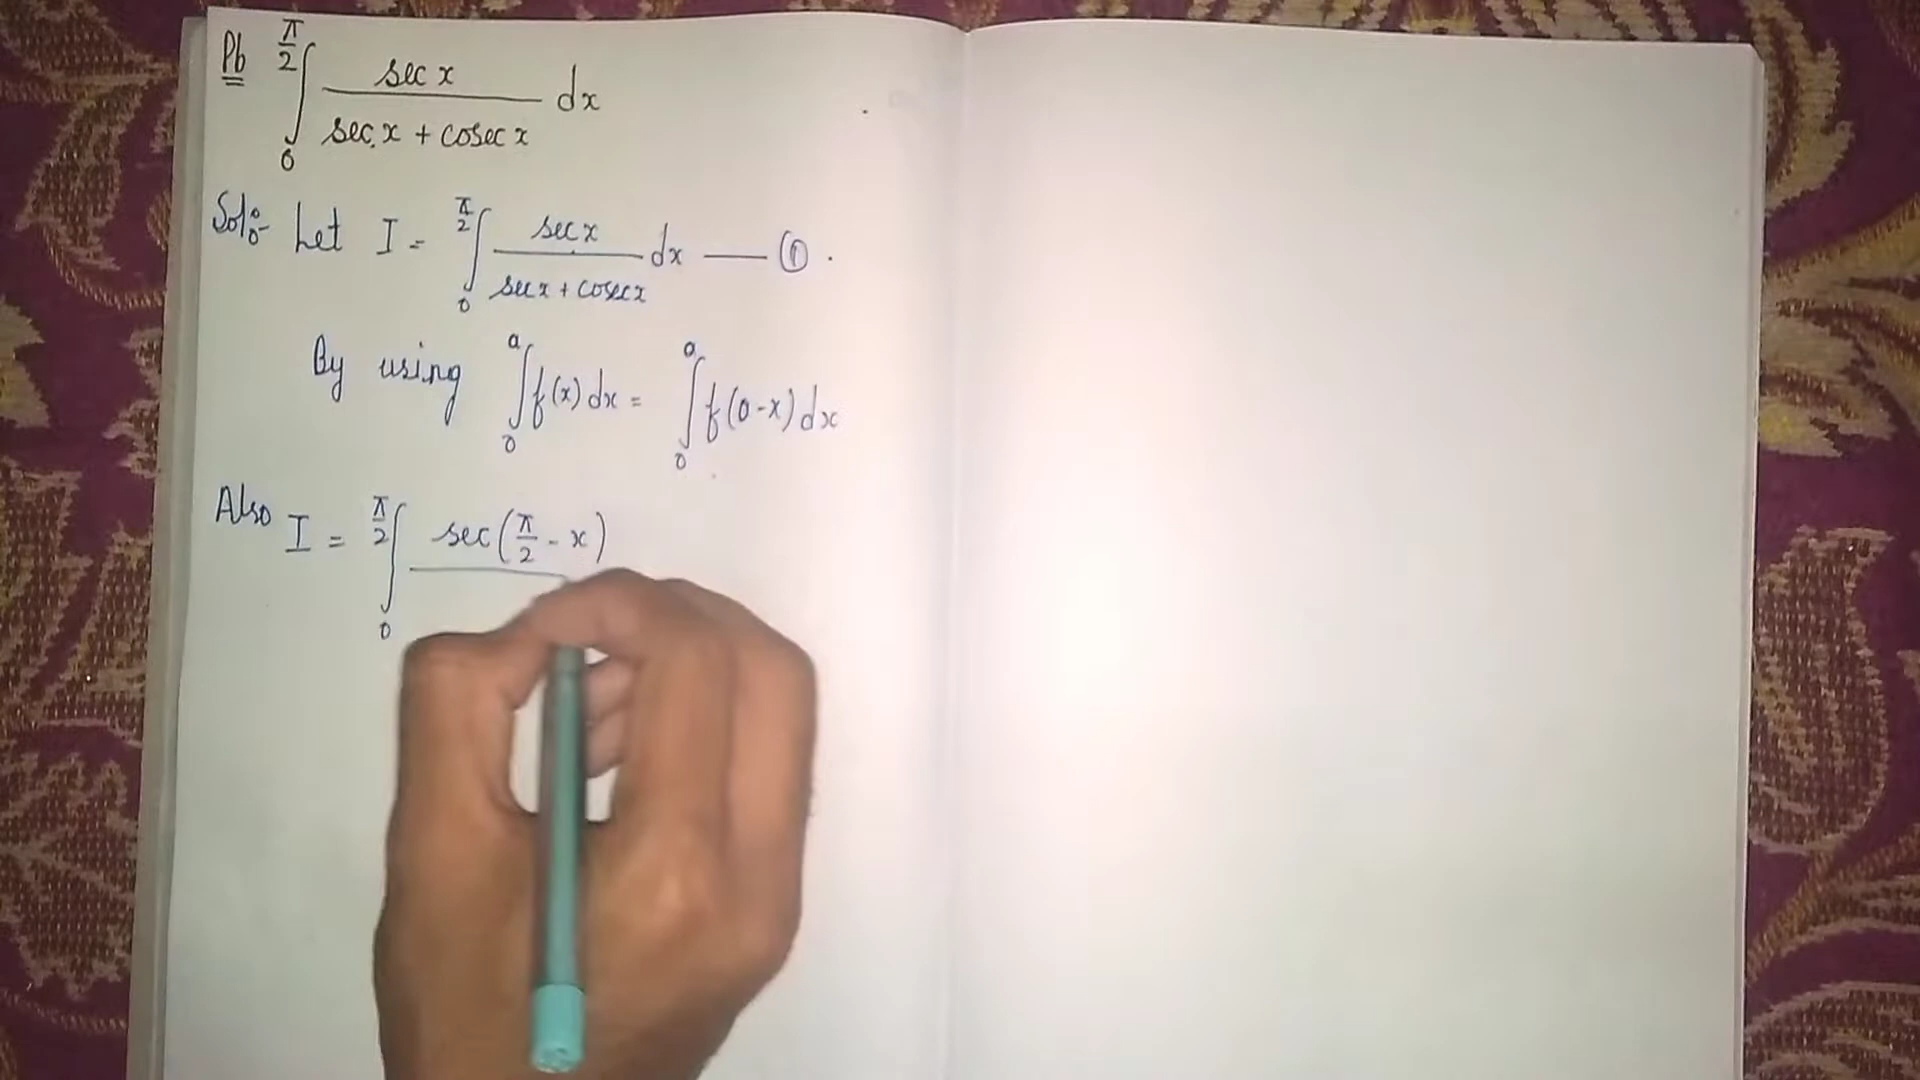 Pb ∫₀^(π/2) sec x / (sec x + cosec x) dx
Sol:- Let I = ∫₀^(π/2) sec x / (sec x + cosec x) dx —— ①.
By using ∫₀^a f(x) dx = ∫₀^a f(0-x) dx
Also I = ∫₀^(π/2) sec(π/2 - x)